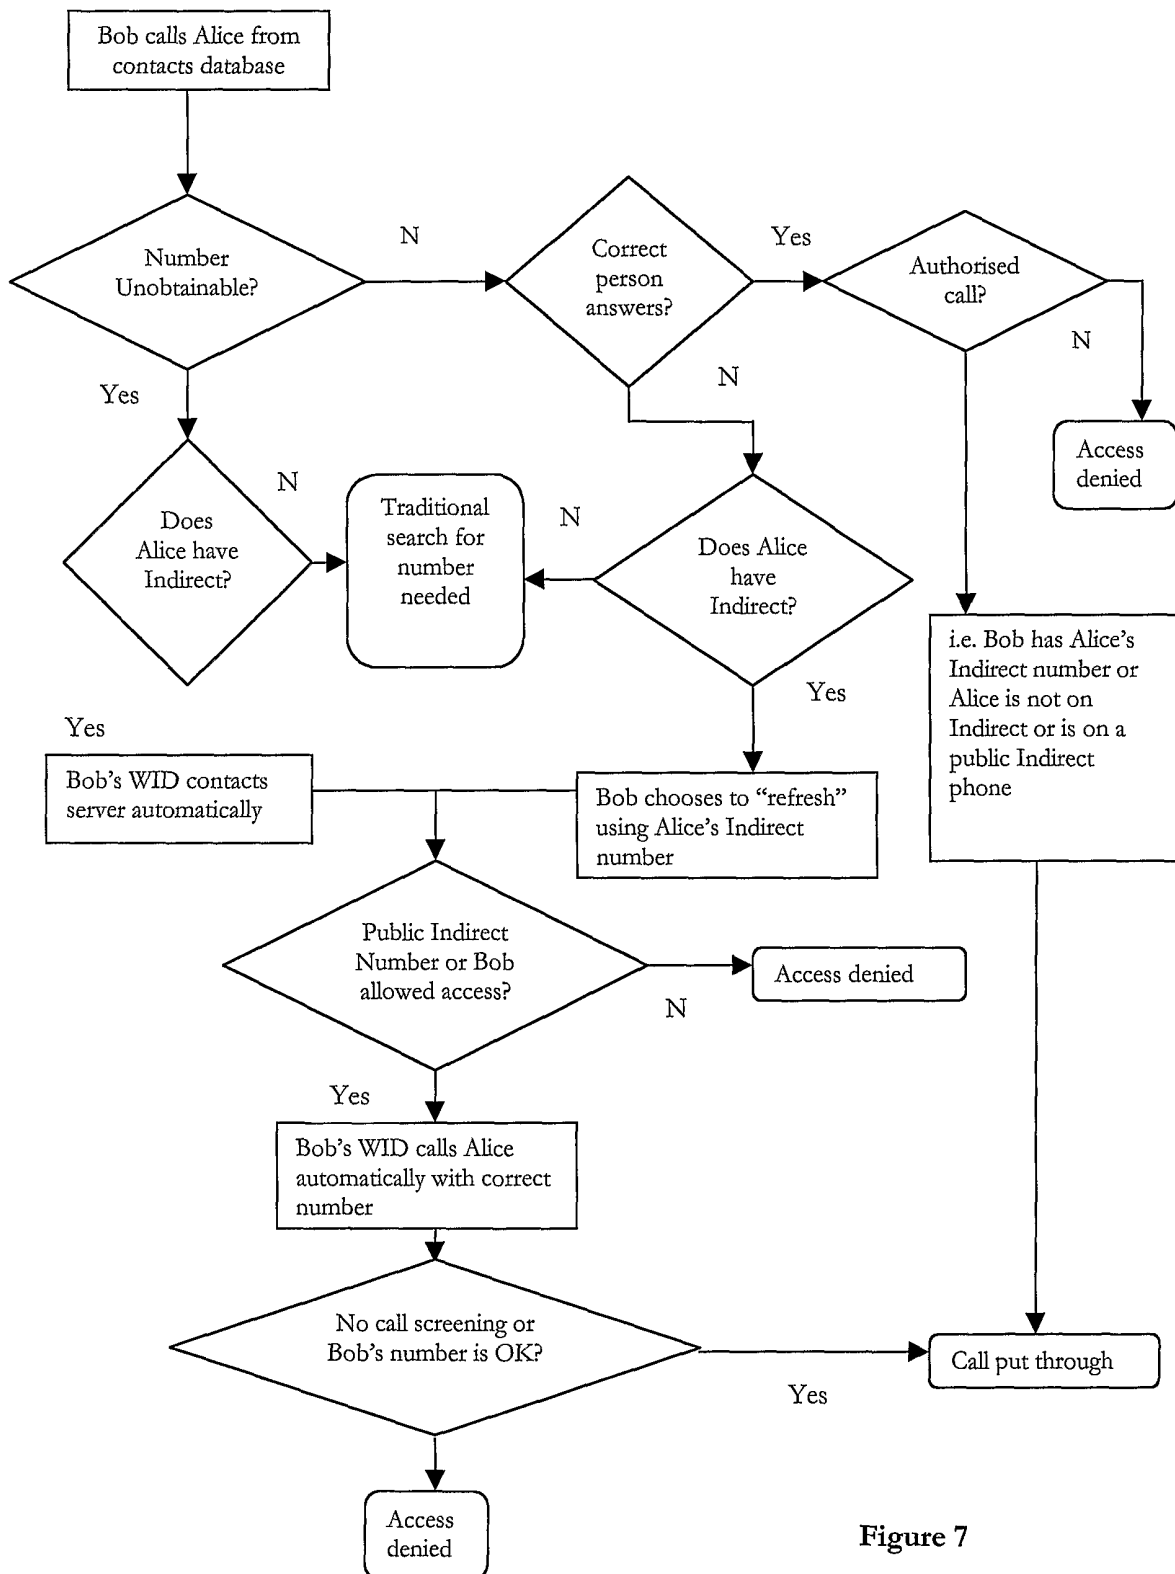 Bob calls Alice from
contacts database
Number
Unobtainable?
N
Correct
person
answers?
Yes
Authorised
call?
N
Access
denied
Yes
N
Does
Alice have
Indirect?
N
Traditional
search for
number
needed
N
Does Alice
have
Indirect?
i.e. Bob has Alice's
Indirect number or
Alice is not on
Indirect or is on a
public Indirect
phone
Yes
Yes
Bob's WID contacts
server automatically
Bob chooses to “refresh”
using Alice's Indirect
number
Public Indirect
Number or Bob
allowed access?
N
Access denied
Yes
Bob's WID calls Alice
automatically with correct
number
No call screening or
Bob's number is OK?
Yes
Call put through
Access
denied
Figure 7